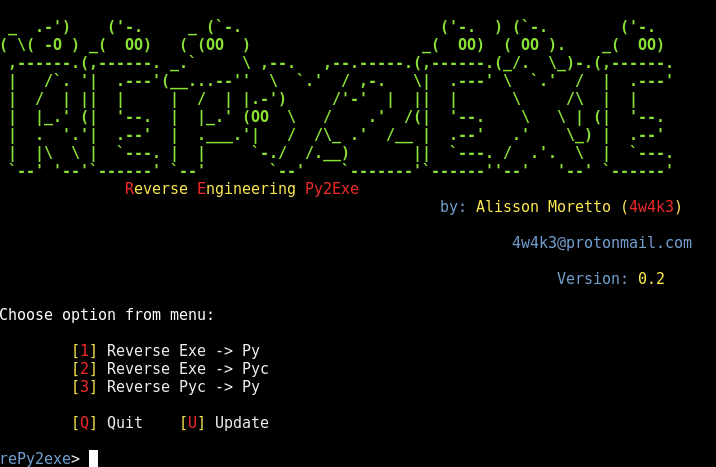 REPY2EXE
Reverse Engineering Py2Exe
by: Alisson Moretto (4w4k3)
4w4k3@protonmail.com
Version: 0.2
Choose option from menu:
[1] Reverse Exe -> Py
[2] Reverse Exe -> Pyc
[3] Reverse Pyc -> Py
[Q] Quit [U] Update
rePy2exe>